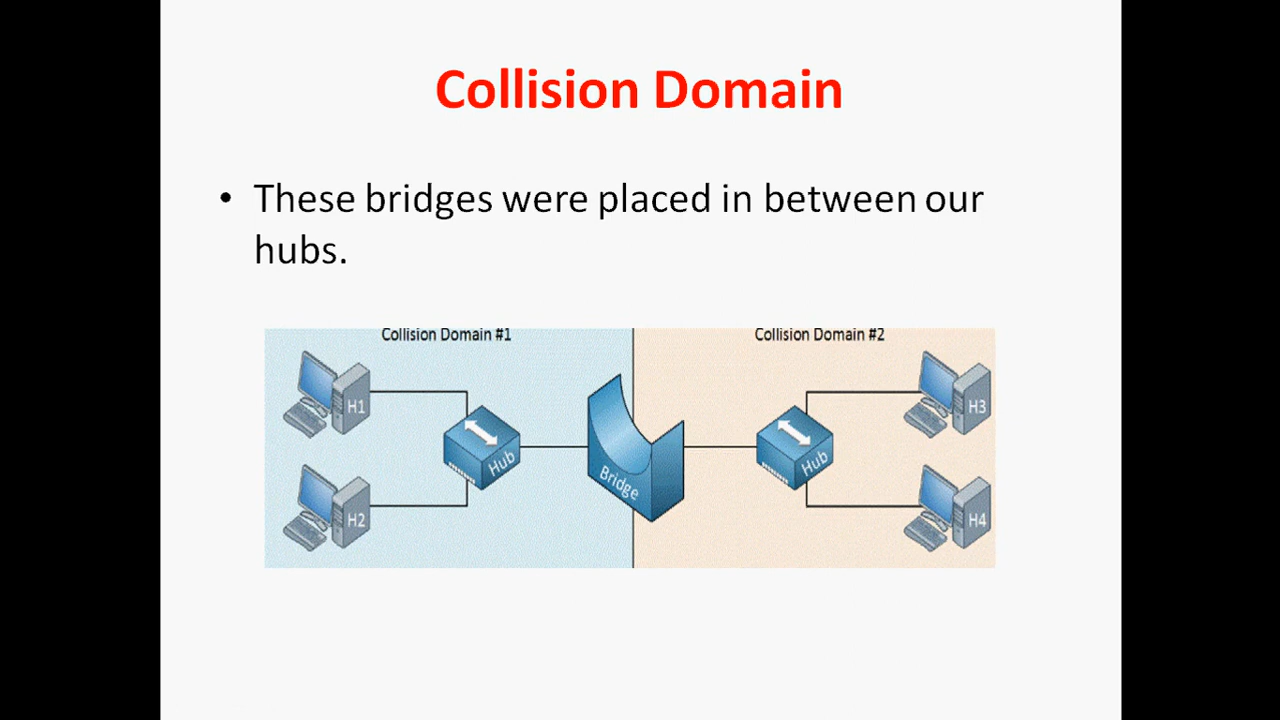 Collision Domain
• These bridges were placed in between our
hubs.
Collision Domain #1
Collision Domain #2
H1
H3
Hub
Hub
Bridge
H2
H4